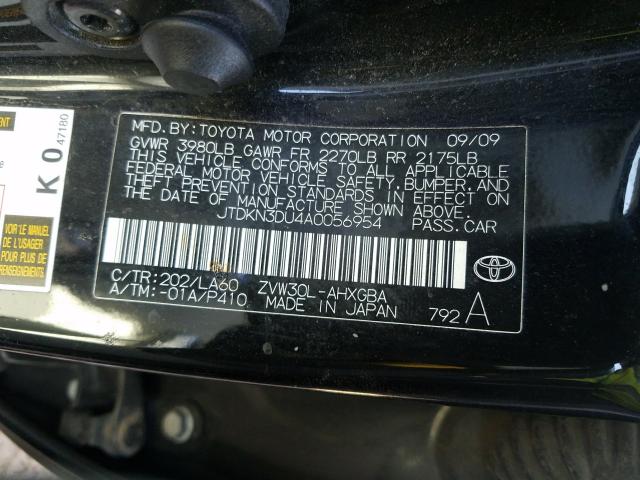 MFD. BY: TOYOTA MOTOR CORPORATION 09/09
GVWR 3980LB GAWR FR 2270LB RR 2175LB
THIS VEHICLE CONFORMS TO ALL APPLICABLE
FEDERAL MOTOR VEHICLE SAFETY, BUMPER, AND
THEFT PREVENTION STANDARDS IN EFFECT ON
THE DATE OF MANUFACTURE SHOWN ABOVE.
JTDKN3DU4A0056954 PASS. CAR
C/TR: 202/LA60 ZVW30L-AHXGBA
A/TM: -01A/P410 MADE IN JAPAN
792 A
TOYOTA
K 0 47180
VOIR LE MANUEL
DE L'USAGER
POUR PLUS DE
RENSEIGNEMENTS